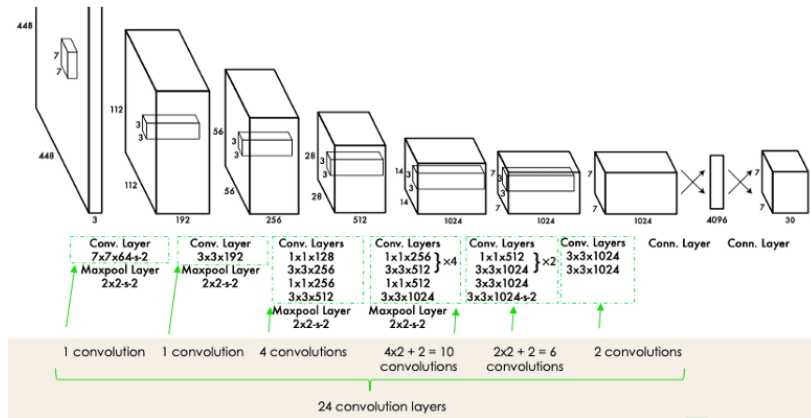 448
7
7
448
3
112
3
3
112
192
56
3
3
56
256
28
3
3
28
512
14
3
3
14
1024
7
3
3
7
1024
7
7
1024
4096
7
7
30
Conv. Layer
7x7x64-s-2
Maxpool Layer
2x2-s-2
Conv. Layer
3x3x192
Maxpool Layer
2x2-s-2
Conv. Layers
1x1x128
3x3x256
1x1x256
3x3x512
Maxpool Layer
2x2-s-2
Conv. Layers
1x1x256
3x3x512 }×4
1x1x512
3x3x1024
Maxpool Layer
2x2-s-2
Conv. Layers
1x1x512
3x3x1024 }×2
3x3x1024
3x3x1024-s-2
Conv. Layers
3x3x1024
3x3x1024
Conn. Layer
Conn. Layer
1 convolution
1 convolution
4 convolutions
4x2 + 2 = 10
convolutions
2x2 + 2 = 6
convolutions
2 convolutions
24 convolution layers